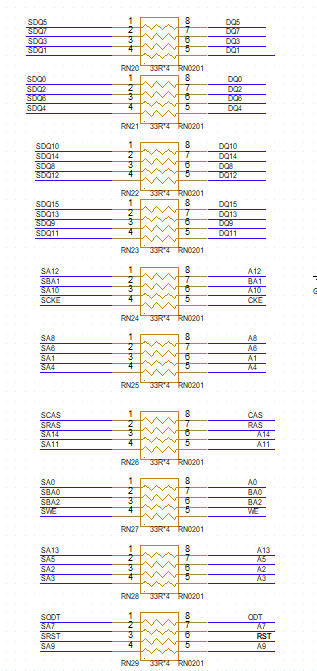 SDQ5 1 8 DQ5
SDQ7 2 7 DQ7
SDQ3 3 6 DQ3
SDQ1 4 5 DQ1
RN20 33R*4 RN0201
SDQ0 1 8 DQ0
SDQ2 2 7 DQ2
SDQ6 3 6 DQ6
SDQ4 4 5 DQ4
RN21 33R*4 RN0201
SDQ10 1 8 DQ10
SDQ14 2 7 DQ14
SDQ8 3 6 DQ8
SDQ12 4 5 DQ12
RN22 33R*4 RN0201
SDQ15 1 8 DQ15
SDQ13 2 7 DQ13
SDQ9 3 6 DQ9
SDQ11 4 5 DQ11
RN23 33R*4 RN0201
SA12 1 8 A12
SBA1 2 7 BA1
SA10 3 6 A10
SCKE 4 5 CKE
RN24 33R*4 RN0201
SA8 1 8 A8
SA6 2 7 A6
SA1 3 6 A1
SA4 4 5 A4
RN25 33R*4 RN0201
SCAS 1 8 CAS
SRAS 2 7 RAS
SA14 3 6 A14
SA11 4 5 A11
RN26 33R*4 RN0201
SA0 1 8 A0
SBA0 2 7 BA0
SBA2 3 6 BA2
SWE 4 5 WE
RN27 33R*4 RN0201
SA13 1 8 A13
SA5 2 7 A5
SA2 3 6 A2
SA3 4 5 A3
RN28 33R*4 RN0201
SODT 1 8 ODT
SA7 2 7 A7
SRST 3 6 RST
SA9 4 5 A9
RN29 33R*4 RN0201